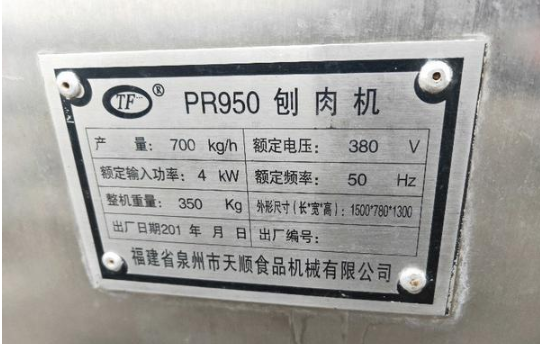 TF ® PR950 刨肉机
产 量: 700 kg/h 额定电压: 380 V
额定输入功率: 4 kW 额定频率: 50 Hz
整机重量: 350 Kg 外形尺寸(长*宽*高): 1500*780*1300
出厂日期201 年 月 日 出厂编号:
福建省泉州市天顺食品机械有限公司